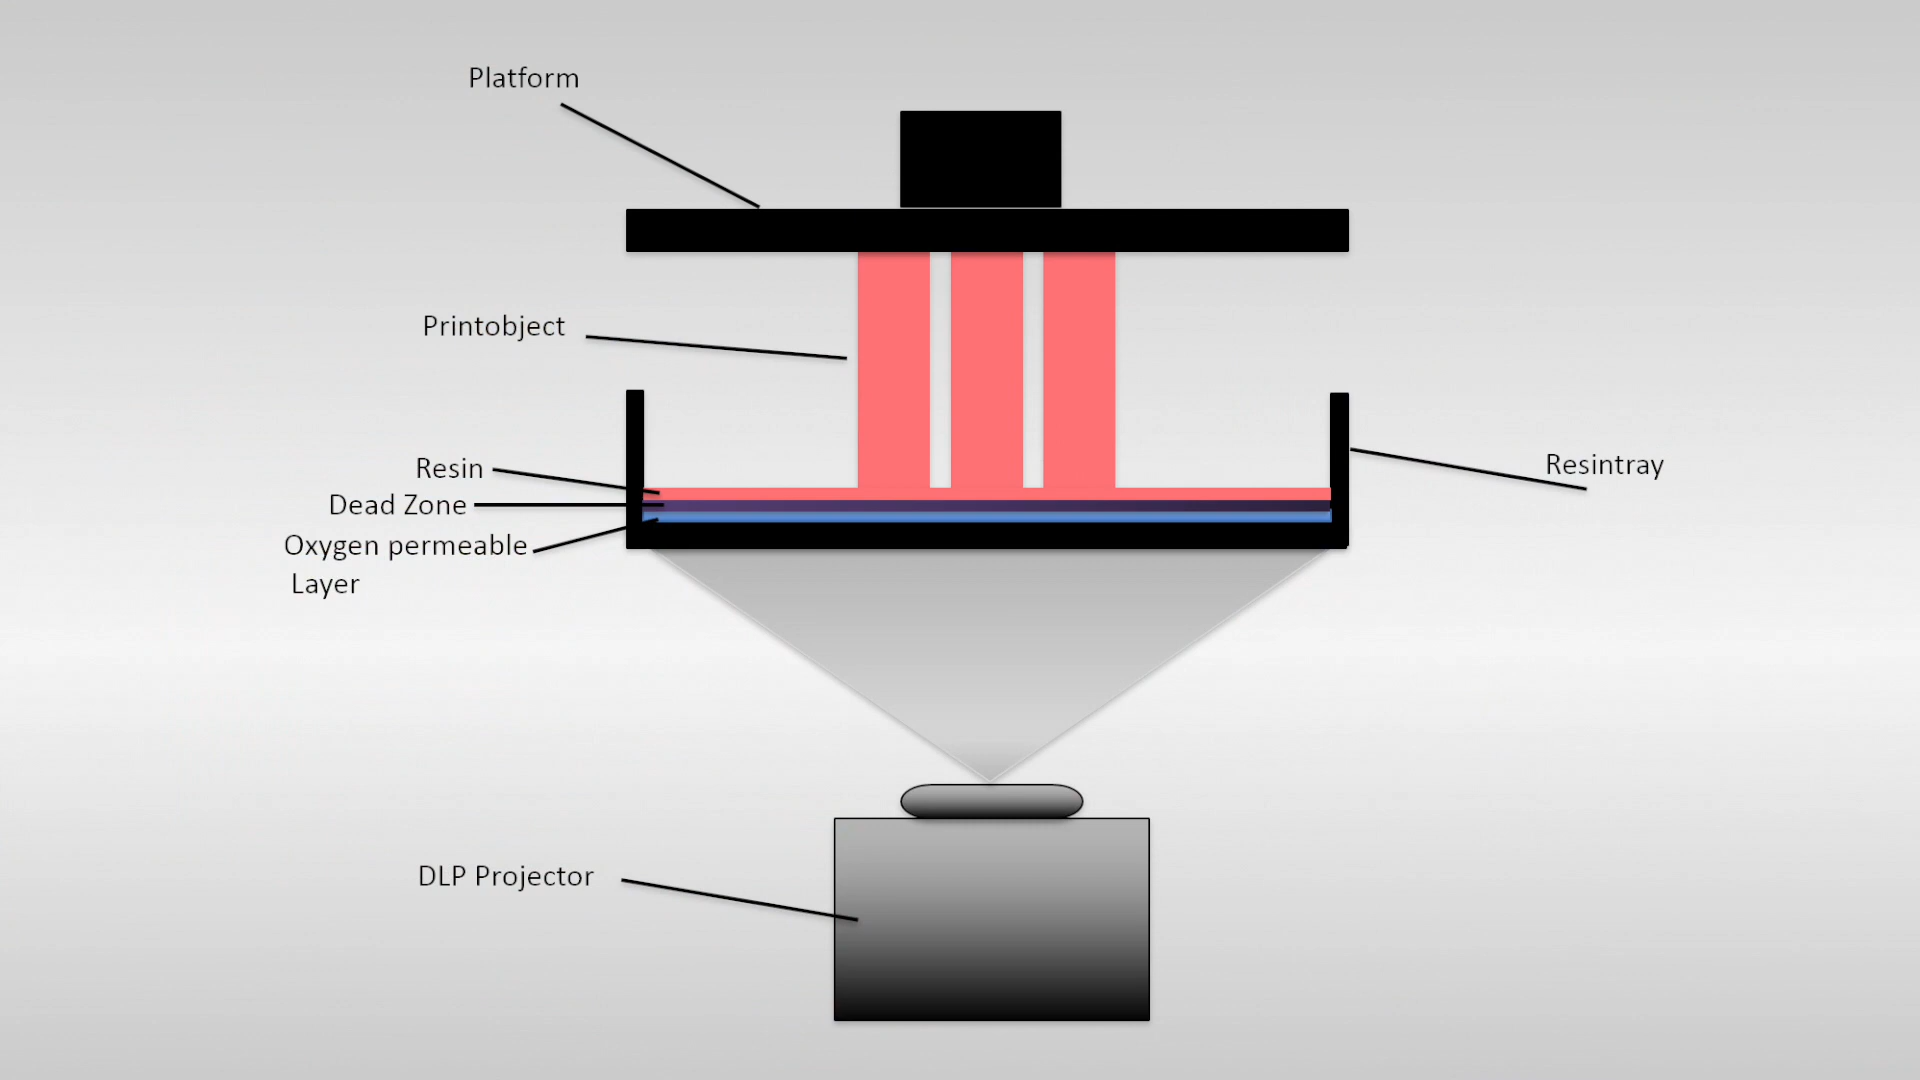 Platform
Printobject
Resin
Resintray
Dead Zone
Oxygen permeable
Layer
DLP Projector